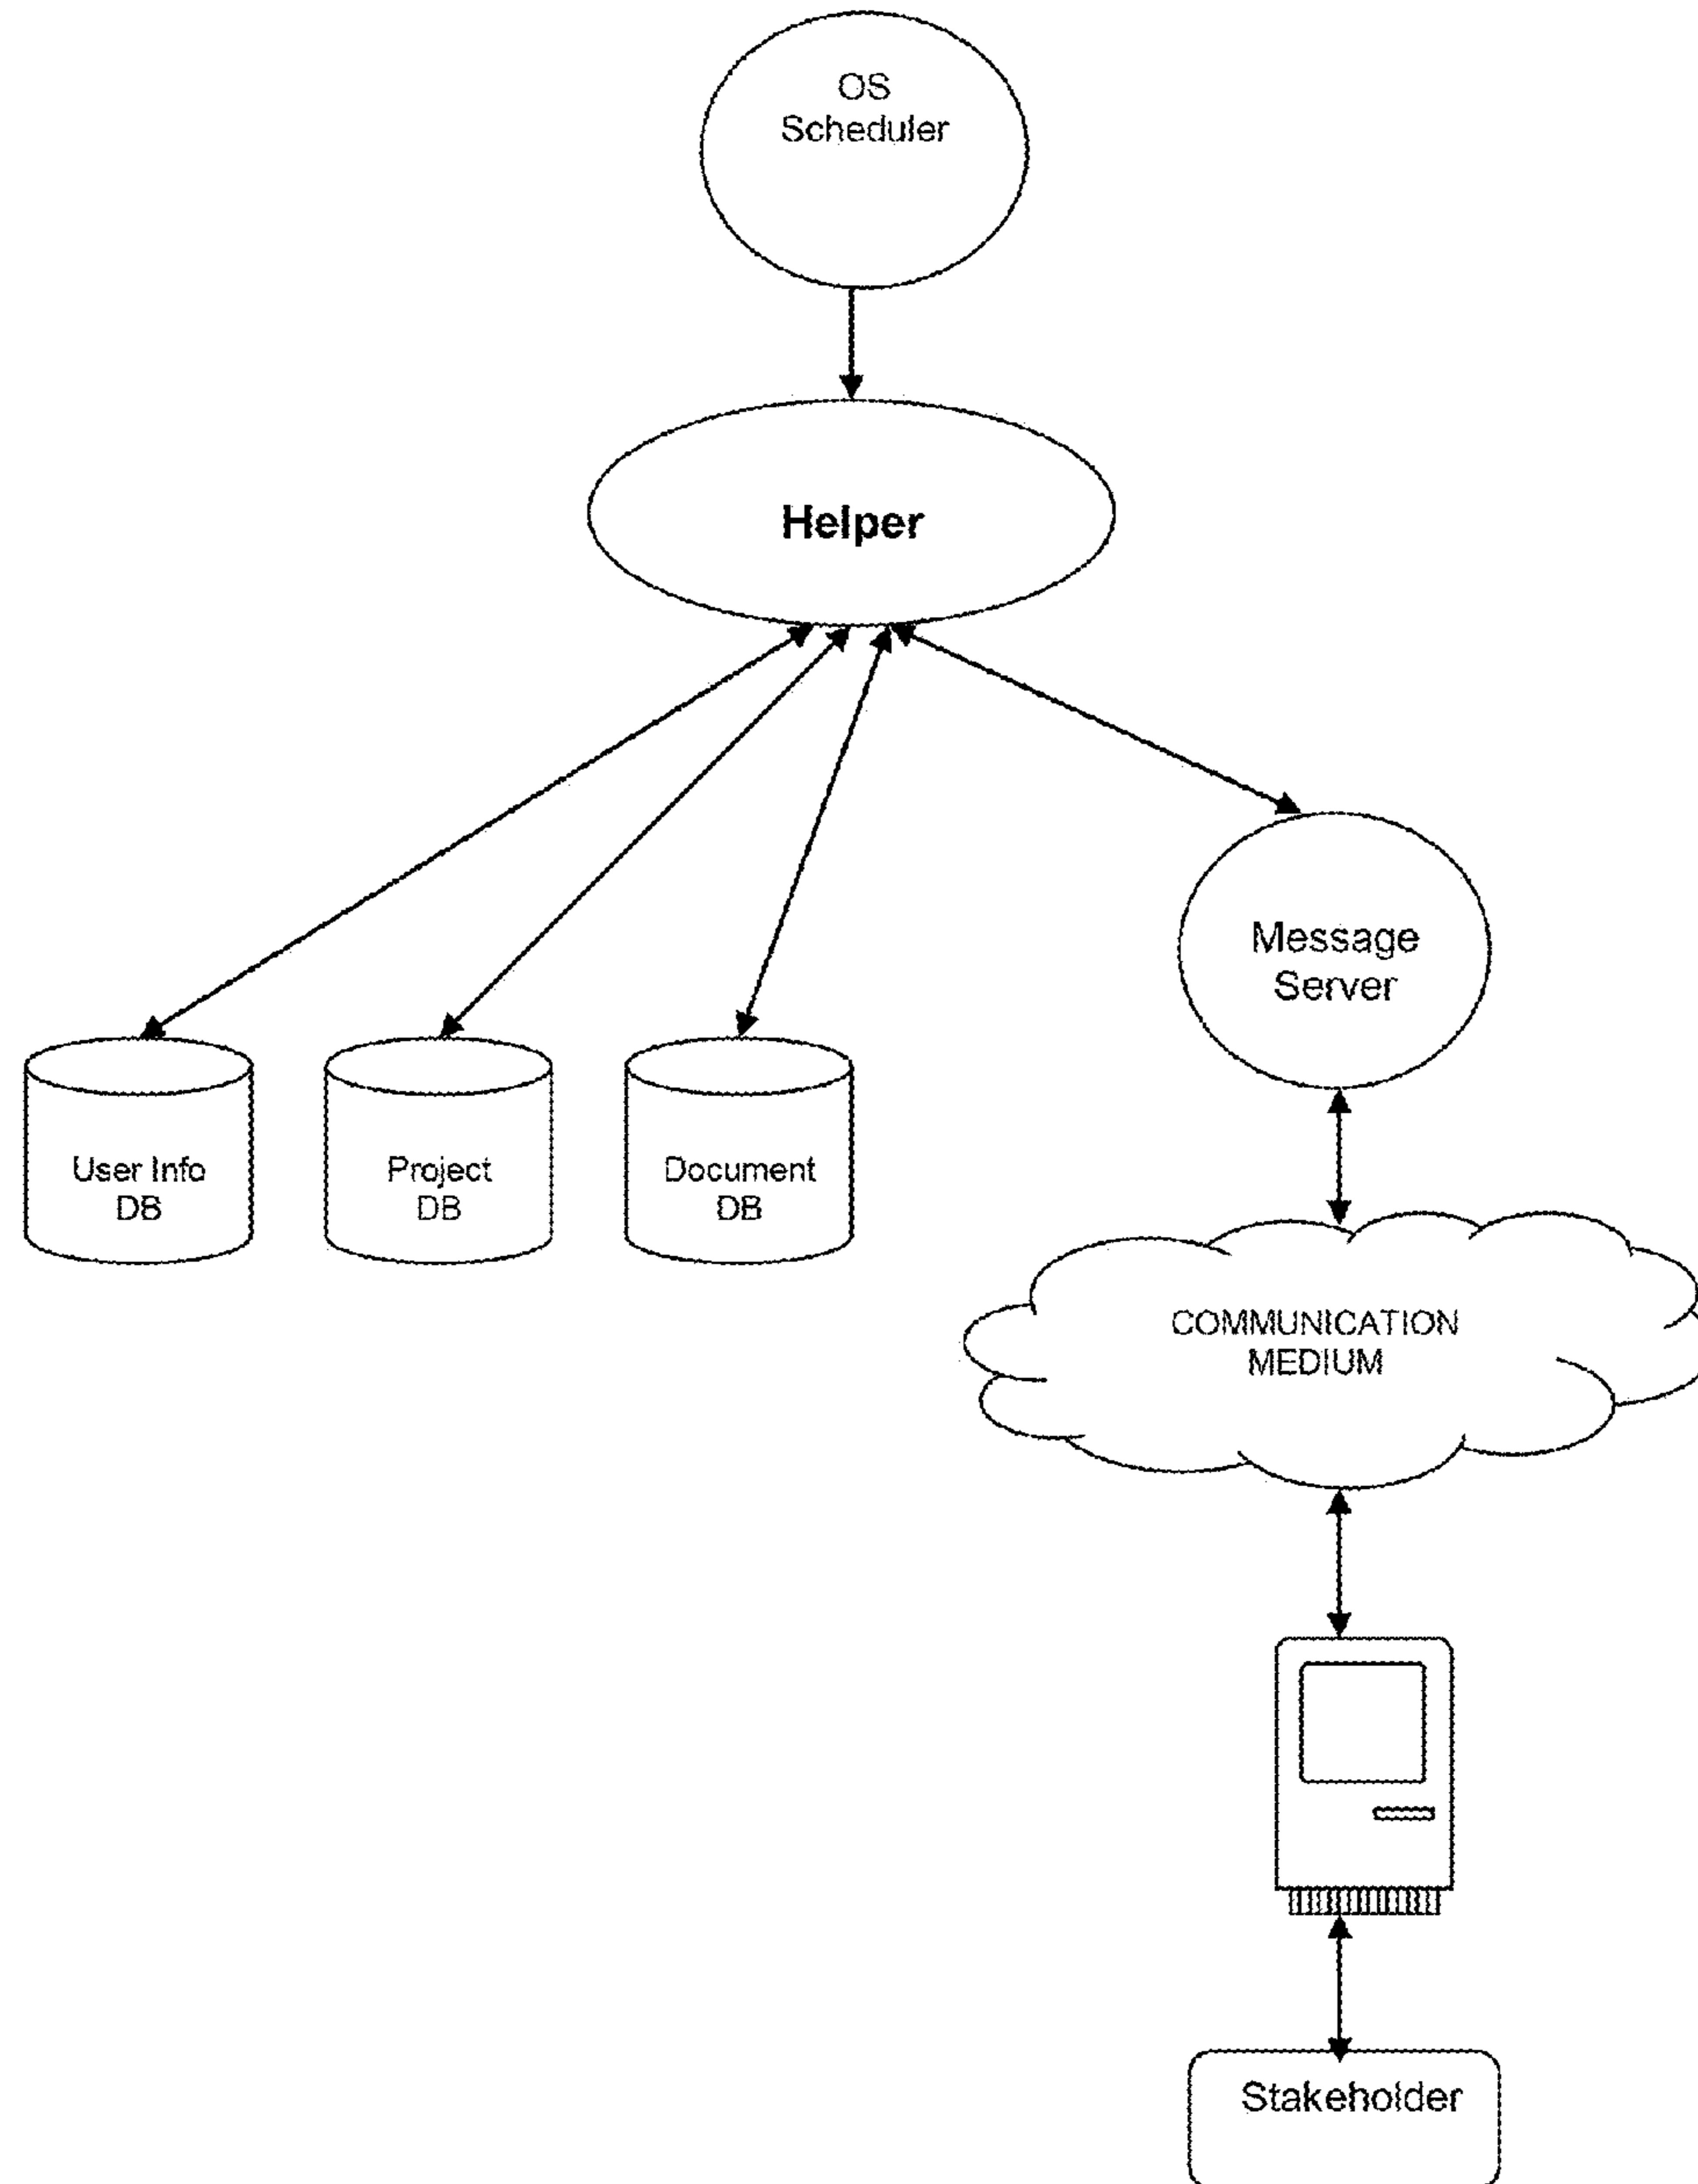 OS
Scheduler
Helper
Message
Server
User Info
DB
Project
DB
Document
DB
COMMUNICATION
MEDIUM
Stakeholder